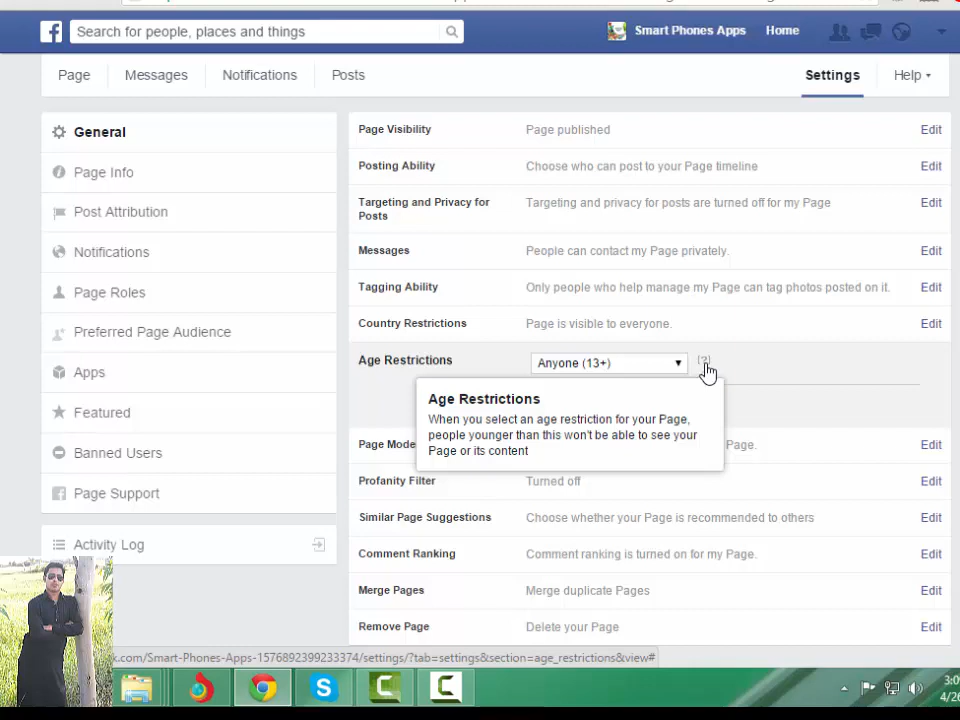 Search for people, places and things
Smart Phones Apps
Home
Page
Messages
Notifications
Posts
Settings
Help
General
Page Info
Post Attribution
Notifications
Page Roles
Preferred Page Audience
Apps
Featured
Banned Users
Page Support
Activity Log
Page Visibility Page published Edit
Posting Ability Choose who can post to your Page timeline Edit
Targeting and Privacy for Targeting and privacy for posts are turned off for my Page Edit
Posts
Messages People can contact my Page privately. Edit
Tagging Ability Only people who help manage my Page can tag photos posted on it. Edit
Country Restrictions Page is visible to everyone. Edit
Age Restrictions Anyone (13+) [?]
Age Restrictions
When you select an age restriction for your Page,
people younger than this won't be able to see your
Page or its content
Page Mode Page. Edit
Profanity Filter Turned off Edit
Similar Page Suggestions Choose whether your Page is recommended to others Edit
Comment Ranking Comment ranking is turned on for my Page. Edit
Merge Pages Merge duplicate Pages Edit
Remove Page Delete your Page Edit
k.com/Smart-Phones-Apps-1576892399233374/settings/?tab=settings&section=age_restrictions&view#
3:0
4/26